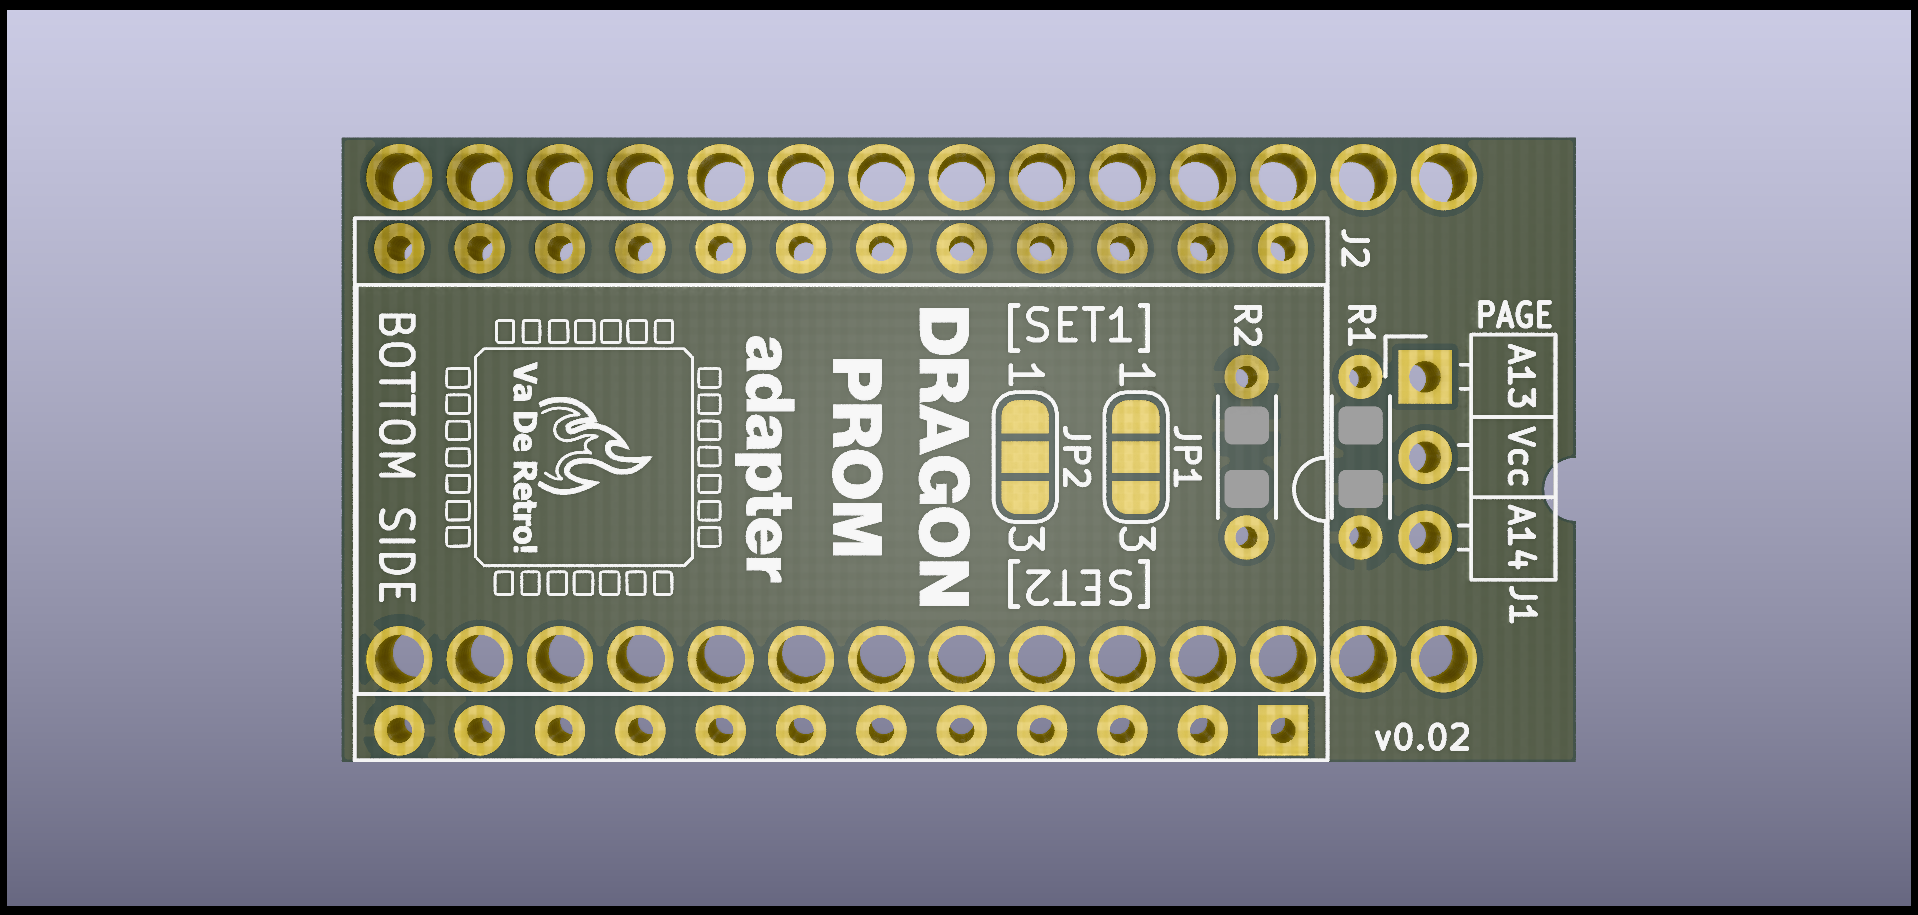 BOTTOM SIDE
Va De Retro!
DRAGON
PROM
adapter
[SET1]
1
1
JP2
JP1
3
3
[SET2]
R2
R1
J2
PAGE
A13
Vcc
A14
J1
v0.02